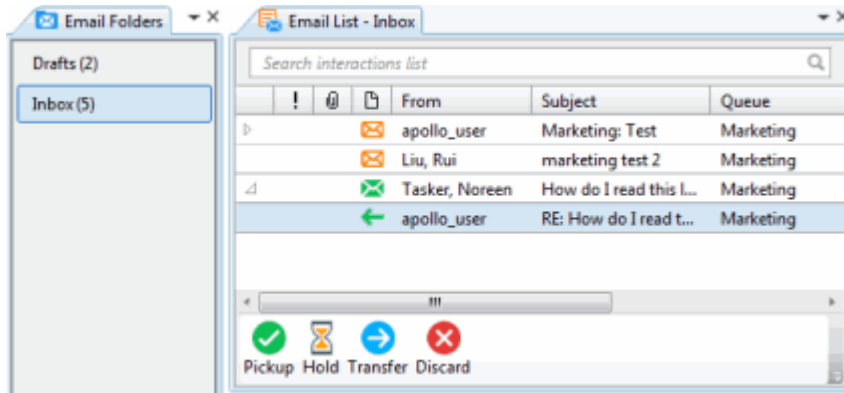 Email Folders
Drafts (2)
Inbox (5)
Email List - Inbox
Search interactions list
! From Subject Queue
apollo_user Marketing: Test Marketing
Liu, Rui marketing test 2 Marketing
Tasker, Noreen How do I read this l... Marketing
apollo_user RE: How do I read t... Marketing
Pickup Hold Transfer Discard